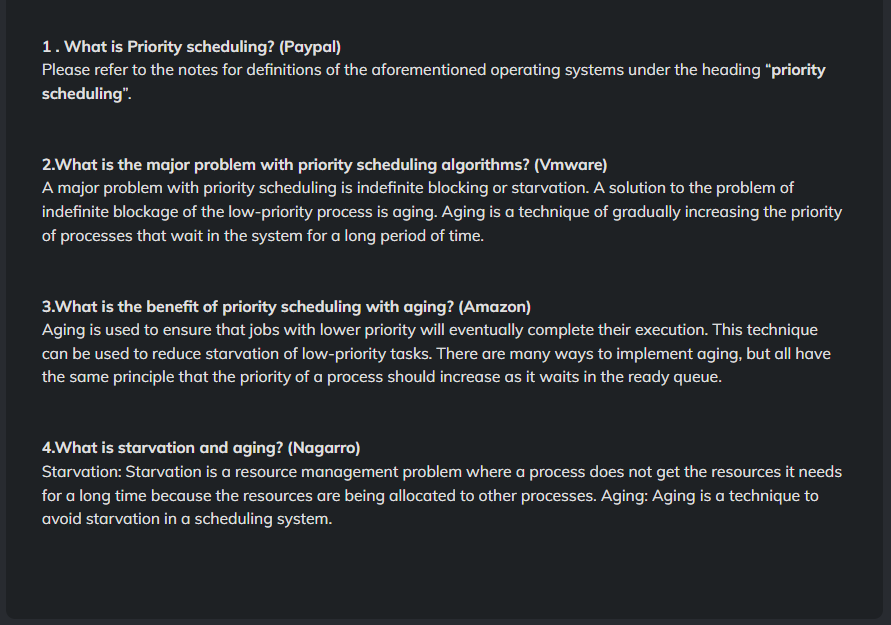 1 . What is Priority scheduling? (Paypal)
Please refer to the notes for definitions of the aforementioned operating systems under the heading “priority
scheduling”.
2.What is the major problem with priority scheduling algorithms? (Vmware)
A major problem with priority scheduling is indefinite blocking or starvation. A solution to the problem of
indefinite blockage of the low-priority process is aging. Aging is a technique of gradually increasing the priority
of processes that wait in the system for a long period of time.
3.What is the benefit of priority scheduling with aging? (Amazon)
Aging is used to ensure that jobs with lower priority will eventually complete their execution. This technique
can be used to reduce starvation of low-priority tasks. There are many ways to implement aging, but all have
the same principle that the priority of a process should increase as it waits in the ready queue.
4.What is starvation and aging? (Nagarro)
Starvation: Starvation is a resource management problem where a process does not get the resources it needs
for a long time because the resources are being allocated to other processes. Aging: Aging is a technique to
avoid starvation in a scheduling system.